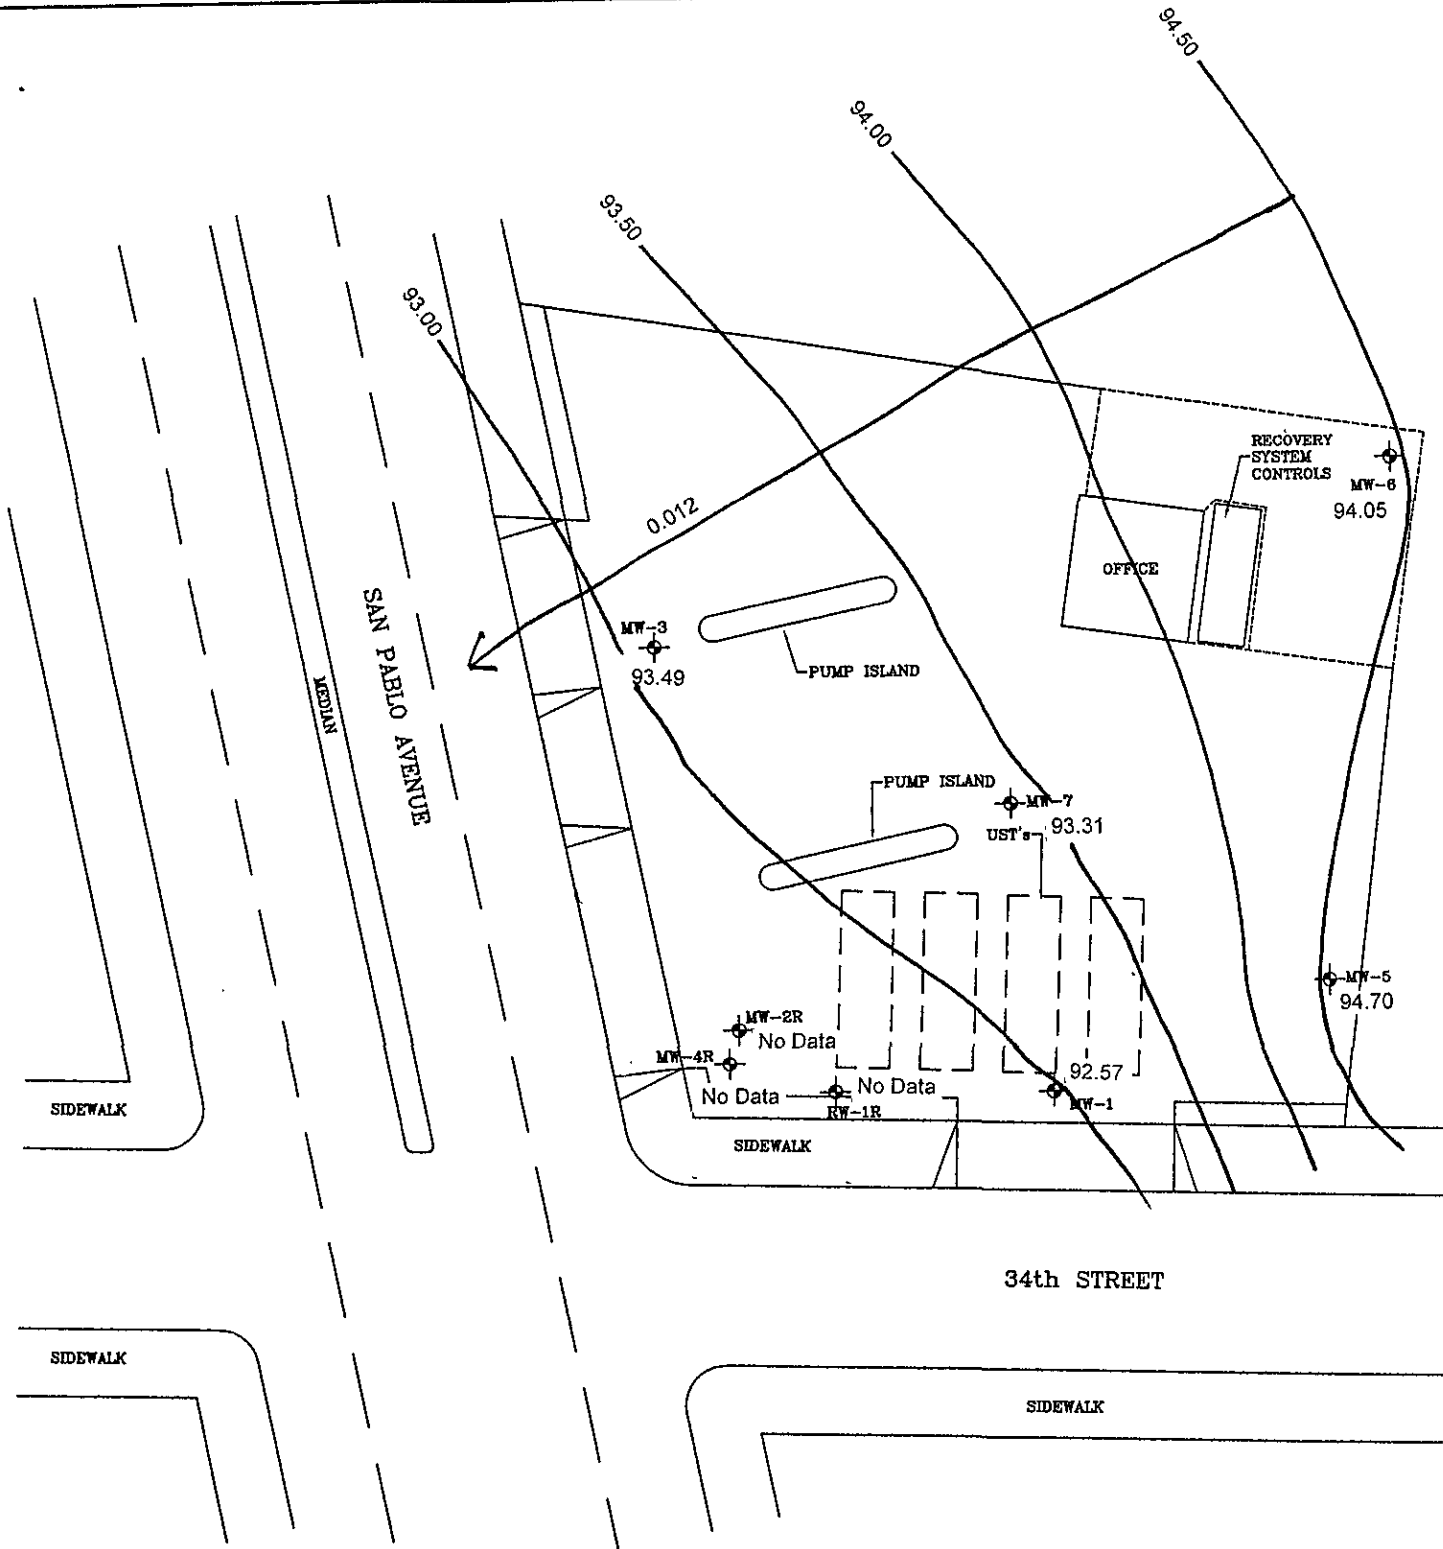 94.50
94.00
93.50
93.00
RECOVERY
SYSTEM
CONTROLS
MW-6
94.05
0.012
OFFICE
SAN PABLO AVENUE
MEDIAN
MW-3
93.49
PUMP ISLAND
PUMP ISLAND
MW-7
93.31
UST's
MW-5
94.70
MW-2R
No Data
MW-4R
No Data
No Data
RW-1R
92.57
MW-1
SIDEWALK
SIDEWALK
34th STREET
SIDEWALK
SIDEWALK